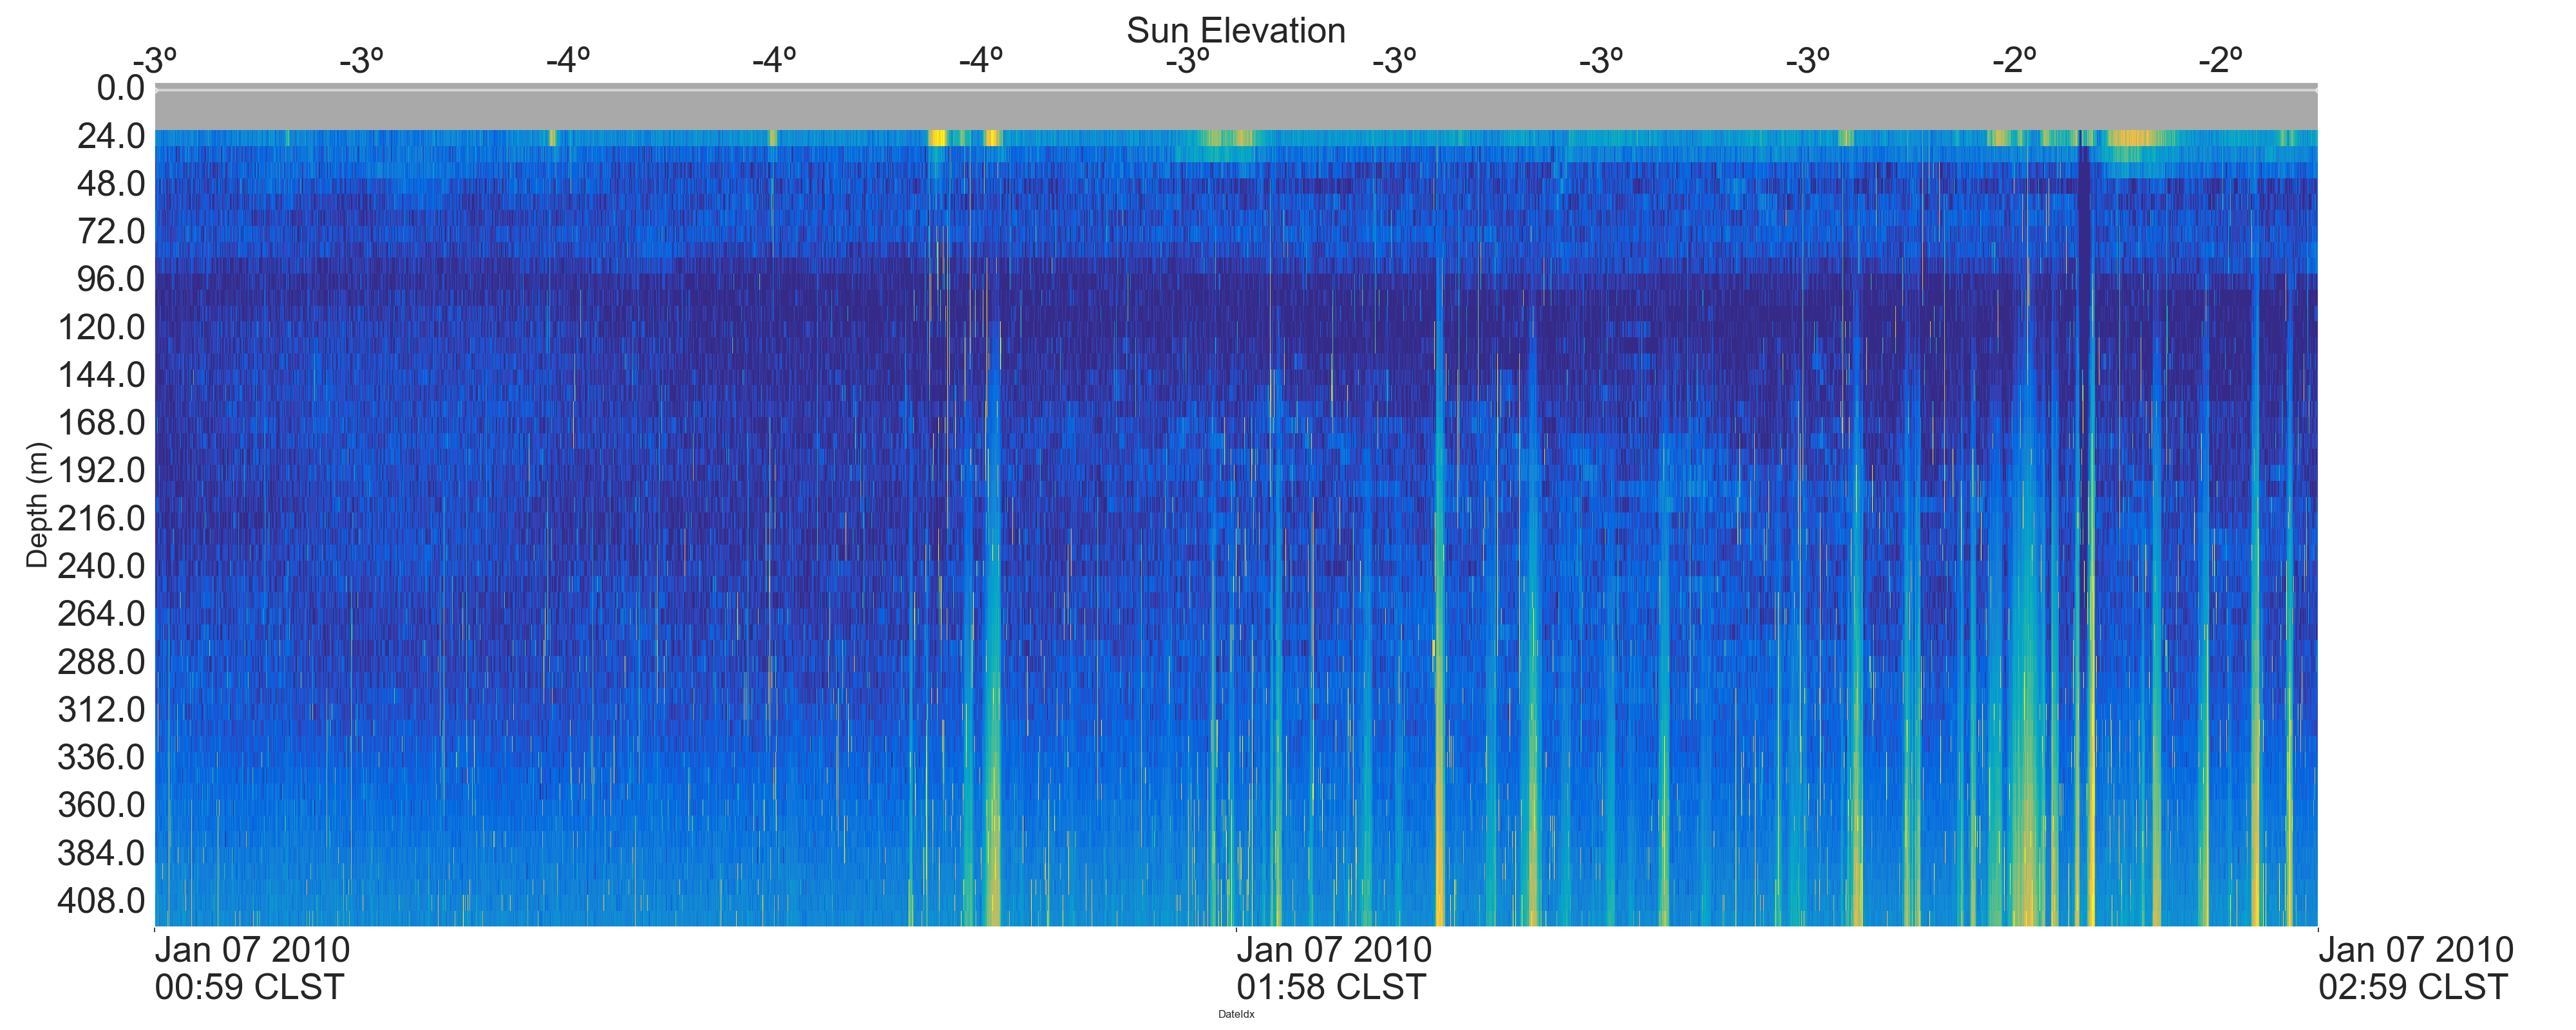 Sun Elevation
-3º -3º -4º -4º -4º -3º -3º -3º -3º -2º -2º
0.0
24.0
48.0
72.0
96.0
120.0
144.0
168.0
192.0
216.0
240.0
264.0
288.0
312.0
336.0
360.0
384.0
408.0
Depth (m)
Jan 07 2010
00:59 CLST
Jan 07 2010
01:58 CLST
Jan 07 2010
02:59 CLST
DateIdx